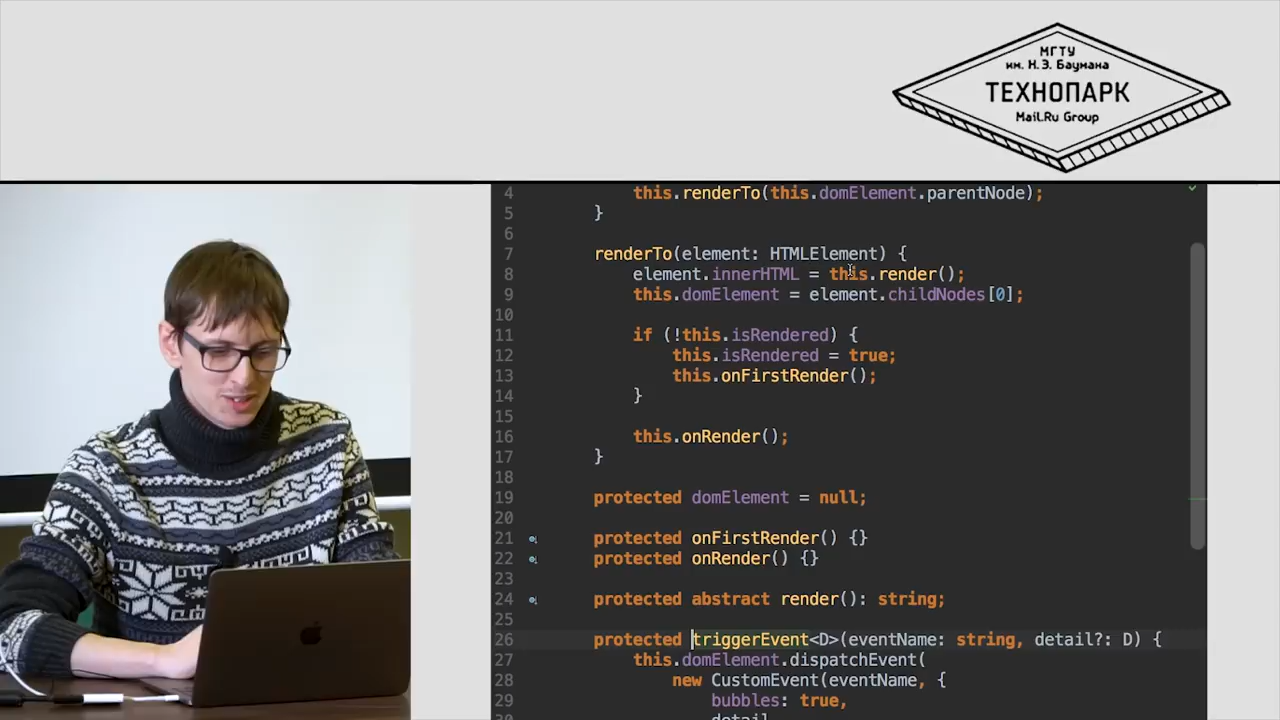 МГТУ
им. Н.Э. Баумана
ТЕХНОПАРК
Mail.Ru Group
4 this.renderTo(this.domElement.parentNode);
5 }
6
7 renderTo(element: HTMLElement) {
8 element.innerHTML = this.render();
9 this.domElement = element.childNodes[0];
10
11 if (!this.isRendered) {
12 this.isRendered = true;
13 this.onFirstRender();
14 }
15
16 this.onRender();
17 }
18
19 protected domElement = null;
20
21 protected onFirstRender() {}
22 protected onRender() {}
23
24 protected abstract render(): string;
25
26 protected triggerEvent<D>(eventName: string, detail?: D) {
27 this.domElement.dispatchEvent(
28 new CustomEvent(eventName, {
29 bubbles: true,
30 detail